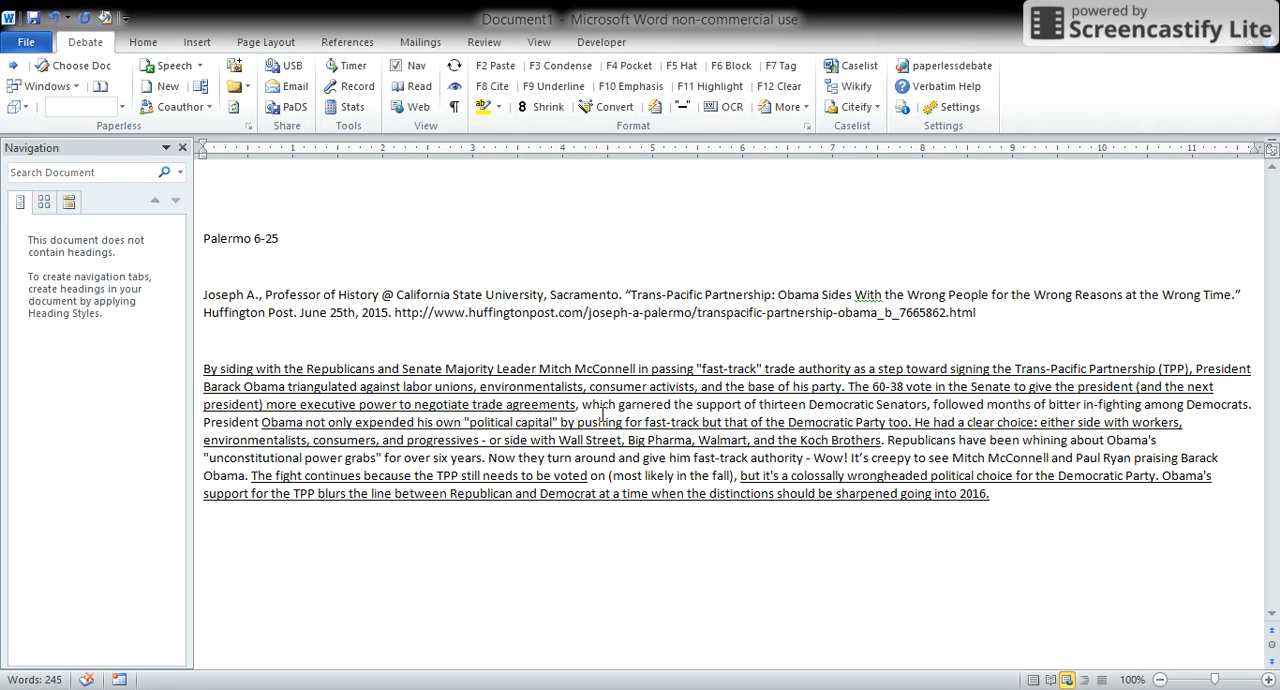 Document1 - Microsoft Word non-commercial use
powered by
Screencastify Lite
File Debate Home Insert Page Layout References Mailings Review View Developer
Choose Doc Speech USB Timer Nav F2 Paste F3 Condense F4 Pocket F5 Hat F6 Block F7 Tag Caselist paperlessdebate
Windows New Email Record Read F8 Cite F9 Underline F10 Emphasis F11 Highlight F12 Clear Wikify Verbatim Help
Coauthor PaDS Stats Web ¶ 8 Shrink Convert "—" OCR More Citeify Settings
Paperless Share Tools View Format Caselist Settings
Navigation
1 2 3 4 5 6 7 8 9 10 11
Search Document
This document does not
contain headings.
To create navigation tabs,
create headings in your
document by applying
Heading Styles.
Palermo 6-25
Joseph A., Professor of History @ California State University, Sacramento. “Trans-Pacific Partnership: Obama Sides With the Wrong People for the Wrong Reasons at the Wrong Time.”
Huffington Post. June 25th, 2015. http://www.huffingtonpost.com/joseph-a-palermo/transpacific-partnership-obama_b_7665862.html
By siding with the Republicans and Senate Majority Leader Mitch McConnell in passing "fast-track" trade authority as a step toward signing the Trans-Pacific Partnership (TPP), President
Barack Obama triangulated against labor unions, environmentalists, consumer activists, and the base of his party. The 60-38 vote in the Senate to give the president (and the next
president) more executive power to negotiate trade agreements, which garnered the support of thirteen Democratic Senators, followed months of bitter in-fighting among Democrats.
President Obama not only expended his own "political capital" by pushing for fast-track but that of the Democratic Party too. He had a clear choice: either side with workers,
environmentalists, consumers, and progressives - or side with Wall Street, Big Pharma, Walmart, and the Koch Brothers. Republicans have been whining about Obama's
"unconstitutional power grabs" for over six years. Now they turn around and give him fast-track authority - Wow! It’s creepy to see Mitch McConnell and Paul Ryan praising Barack
Obama. The fight continues because the TPP still needs to be voted on (most likely in the fall), but it's a colossally wrongheaded political choice for the Democratic Party. Obama's
support for the TPP blurs the line between Republican and Democrat at a time when the distinctions should be sharpened going into 2016.
Words: 245 100%